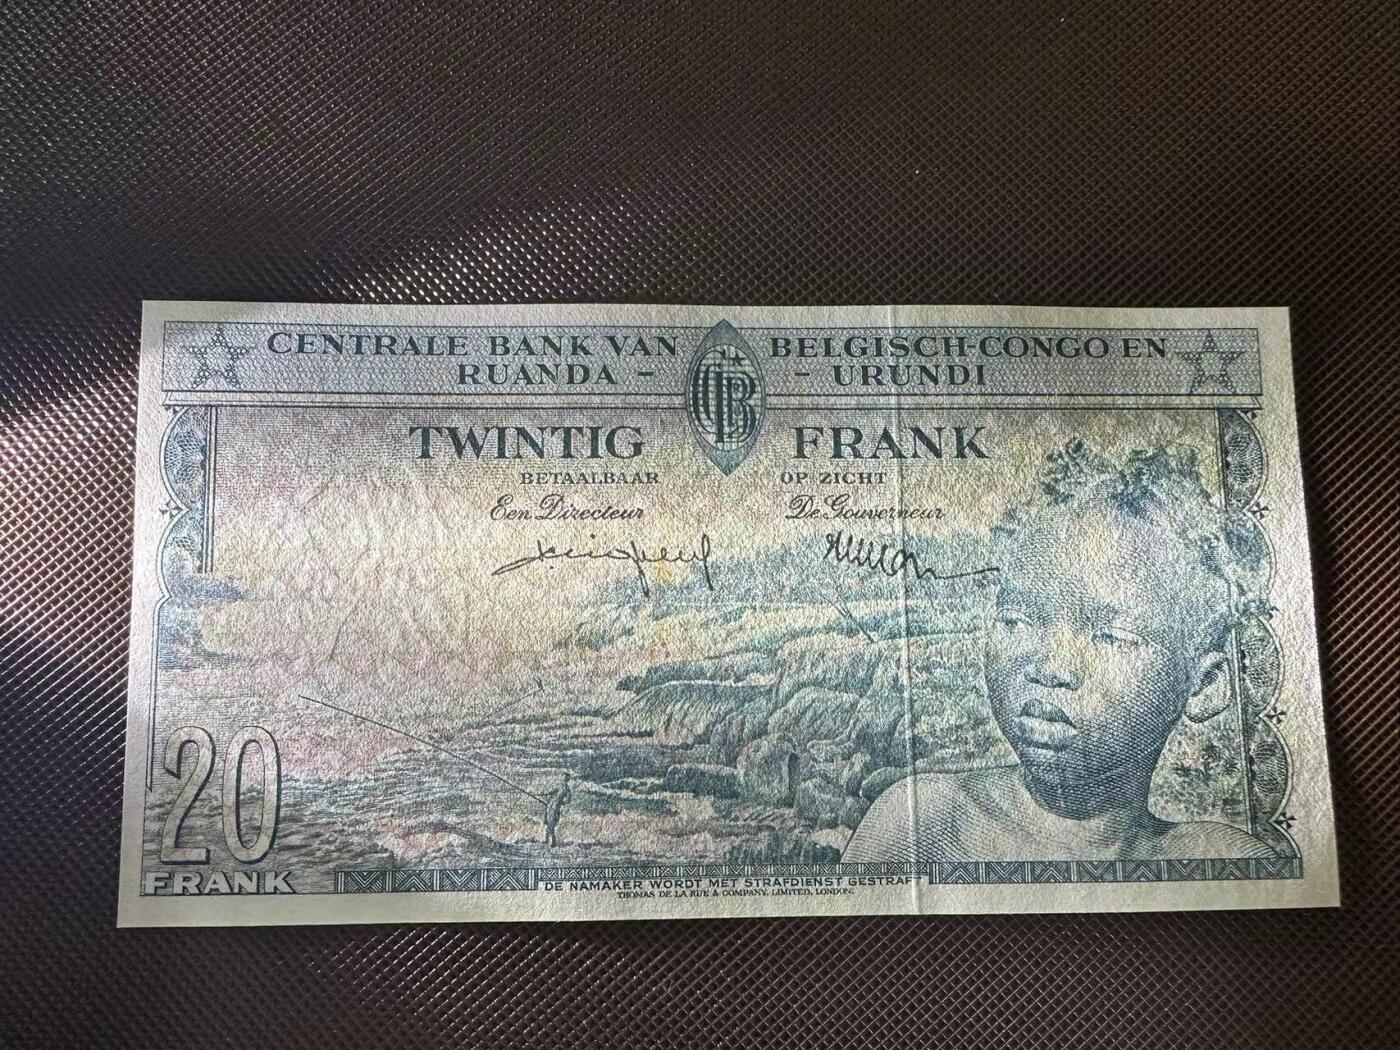 CENTRALE BANK VAN BELGISCH-CONGO EN
RUANDA - - URUNDI
TWINTIG FRANK
BETAALBAAR OP ZICHT
Een Directeur De Gouverneur
20
FRANK
DE NAMAKER WORDT MET STRAFDIENST GESTRAFT
THOMAS DE LA RUE & COMPANY, LIMITED, LONDON.